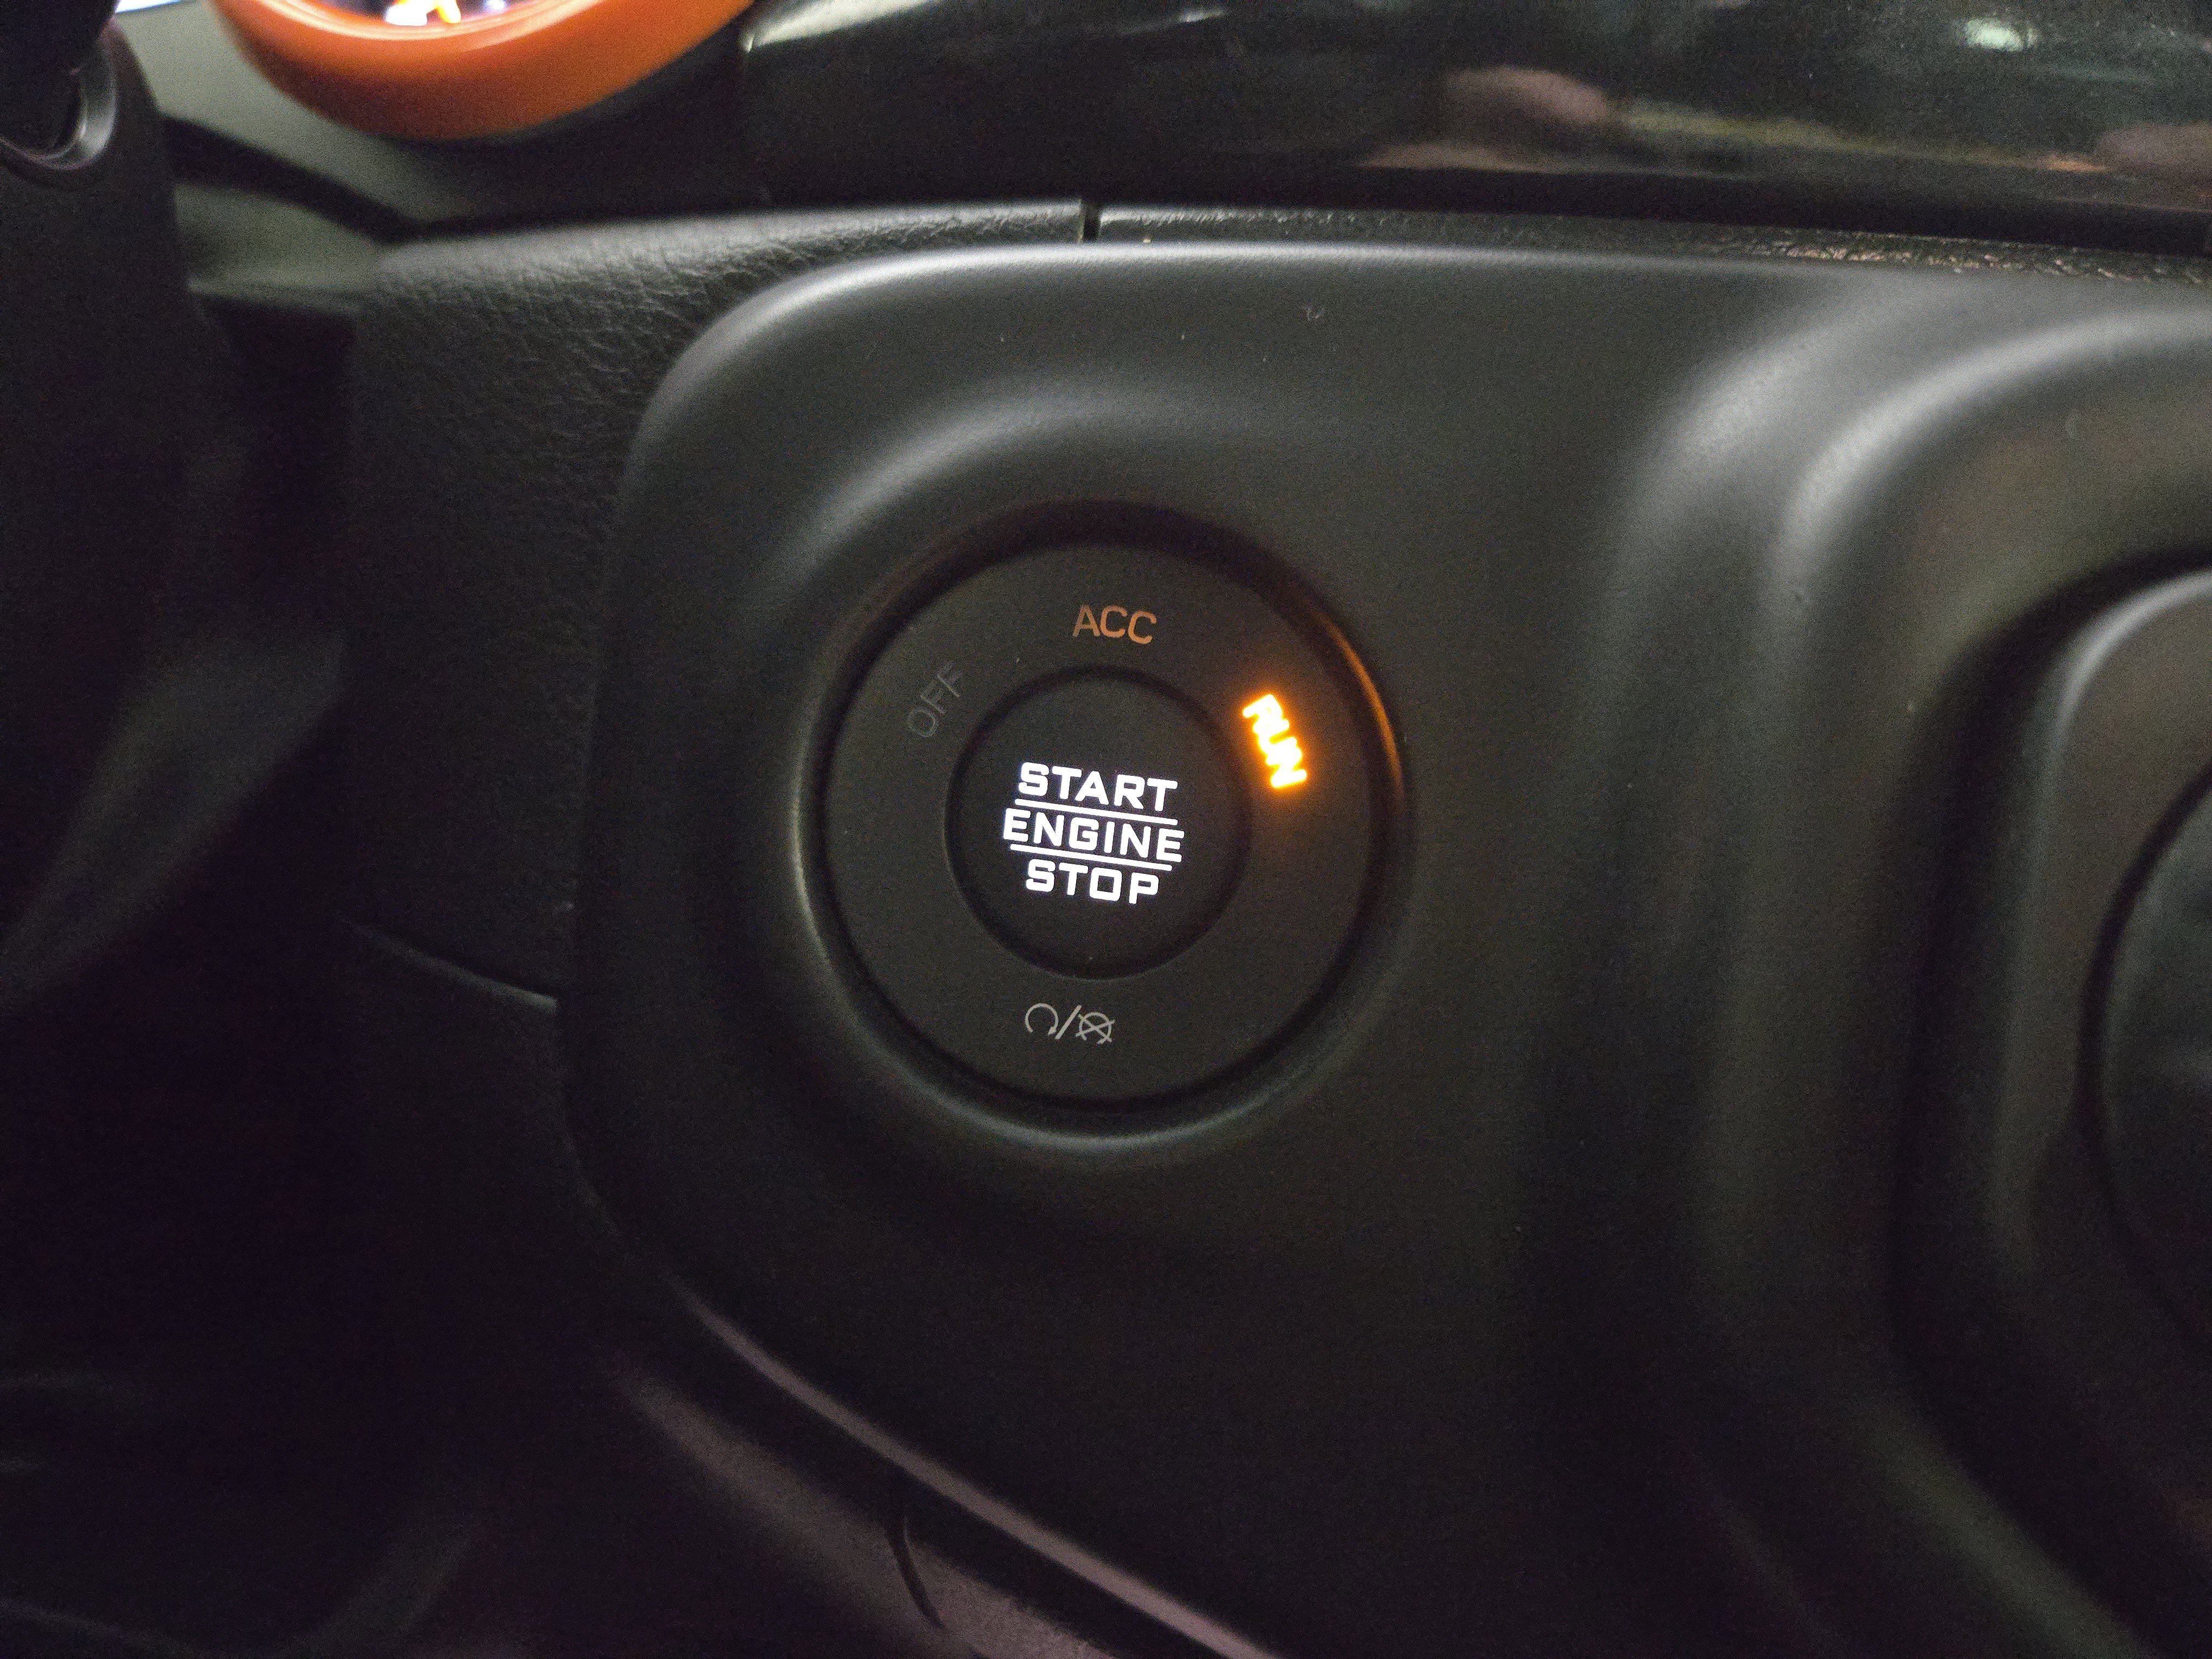 ACC
OFF
RUN
START
ENGINE
STOP